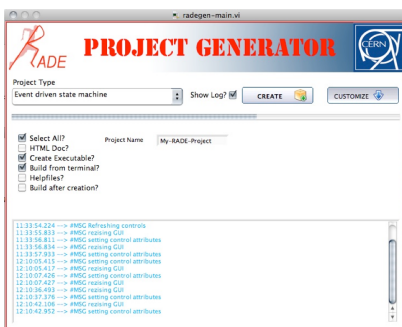 radegen-main.vi
RADE
PROJECT GENERATOR
CERN
Project Type
Event driven state machine
Show Log?
CREATE
CUSTOMIZE
Select All?
Project Name
My-RADE-Project
HTML Doc?
Create Executable?
Build from terminal?
Helpfiles?
Build after creation?
11:33:54.224 --> #MSG Refreshing controls
11:33:55.833 --> #MSG rezising GUI
11:33:56.811 --> #MSG setting control attributes
11:33:56.834 --> #MSG rezising GUI
11:33:57.933 --> #MSG setting control attributes
12:10:05.415 --> #MSG setting control attributes
12:10:05.417 --> #MSG rezising GUI
12:10:07.426 --> #MSG setting control attributes
12:10:07.427 --> #MSG rezising GUI
12:10:36.493 --> #MSG rezising GUI
12:10:37.376 --> #MSG setting control attributes
12:10:42.106 --> #MSG rezising GUI
12:10:42.952 --> #MSG setting control attributes